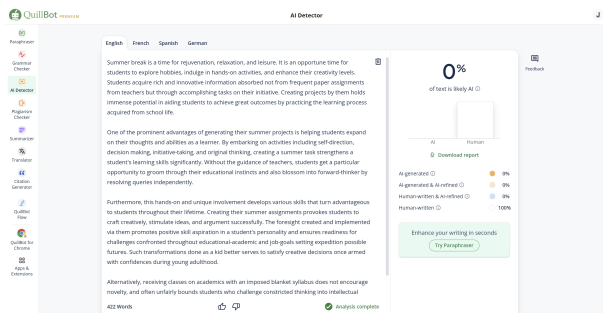 QuillBot PREMIUM
AI Detector
J
Paraphraser
Grammar
Checker
AI Detector
Plagiarism
Checker
Summarizer
Translator
Citation
Generator
QuillBot
Flow
QuillBot for
Chrome
Apps &
Extensions
English French Spanish German
Summer break is a time for rejuvenation, relaxation, and leisure. It is an opportune time for
students to explore hobbies, indulge in hands-on activities, and enhance their creativity levels.
Students acquire rich and innovative information absorbed not from frequent paper assignments
from teachers but through accomplishing tasks on their initiative. Creating projects by them holds
immense potential in aiding students to achieve great outcomes by practicing the learning process
acquired from school life.
One of the prominent advantages of generating their summer projects is helping students expand
on their thoughts and abilities as a learner. By embarking on activities including self-direction,
decision making, initiative-taking, and original thinking, creating a summer task strengthens a
student's learning skills significantly. Without the guidance of teachers, students get a particular
opportunity to groom through their educational instincts and also blossom into forward-thinker by
resolving queries independently.
Furthermore, this hands-on and unique involvement develops various skills that turn advantageous
to students throughout their lifetime. Creating their summer assignments provokes students to
craft creatively, stimulate ideas, and argument successfully. The foresight created and implemented
via them promotes positive skill aspiration in a student's personality and ensures readiness for
challenges confronted throughout educational-academic and job-goals setting expedition possible
futures. Such transformations done as a kid better serves to satisfy creative decisions once armed
with confidences during young adulthood.
Alternatively, receiving classes on academics with an imposed blanket syllabus does not encourage
novelty, and often unfairly bounds students who challenge constricted thinking into intellectual
422 Words
Analysis complete
0%
of text is likely AI
AI Human
Download report
AI-generated 0%
AI-generated & AI-refined 0%
Human-written & AI-refined 0%
Human-written 100%
Enhance your writing in seconds
Try Paraphraser
Feedback